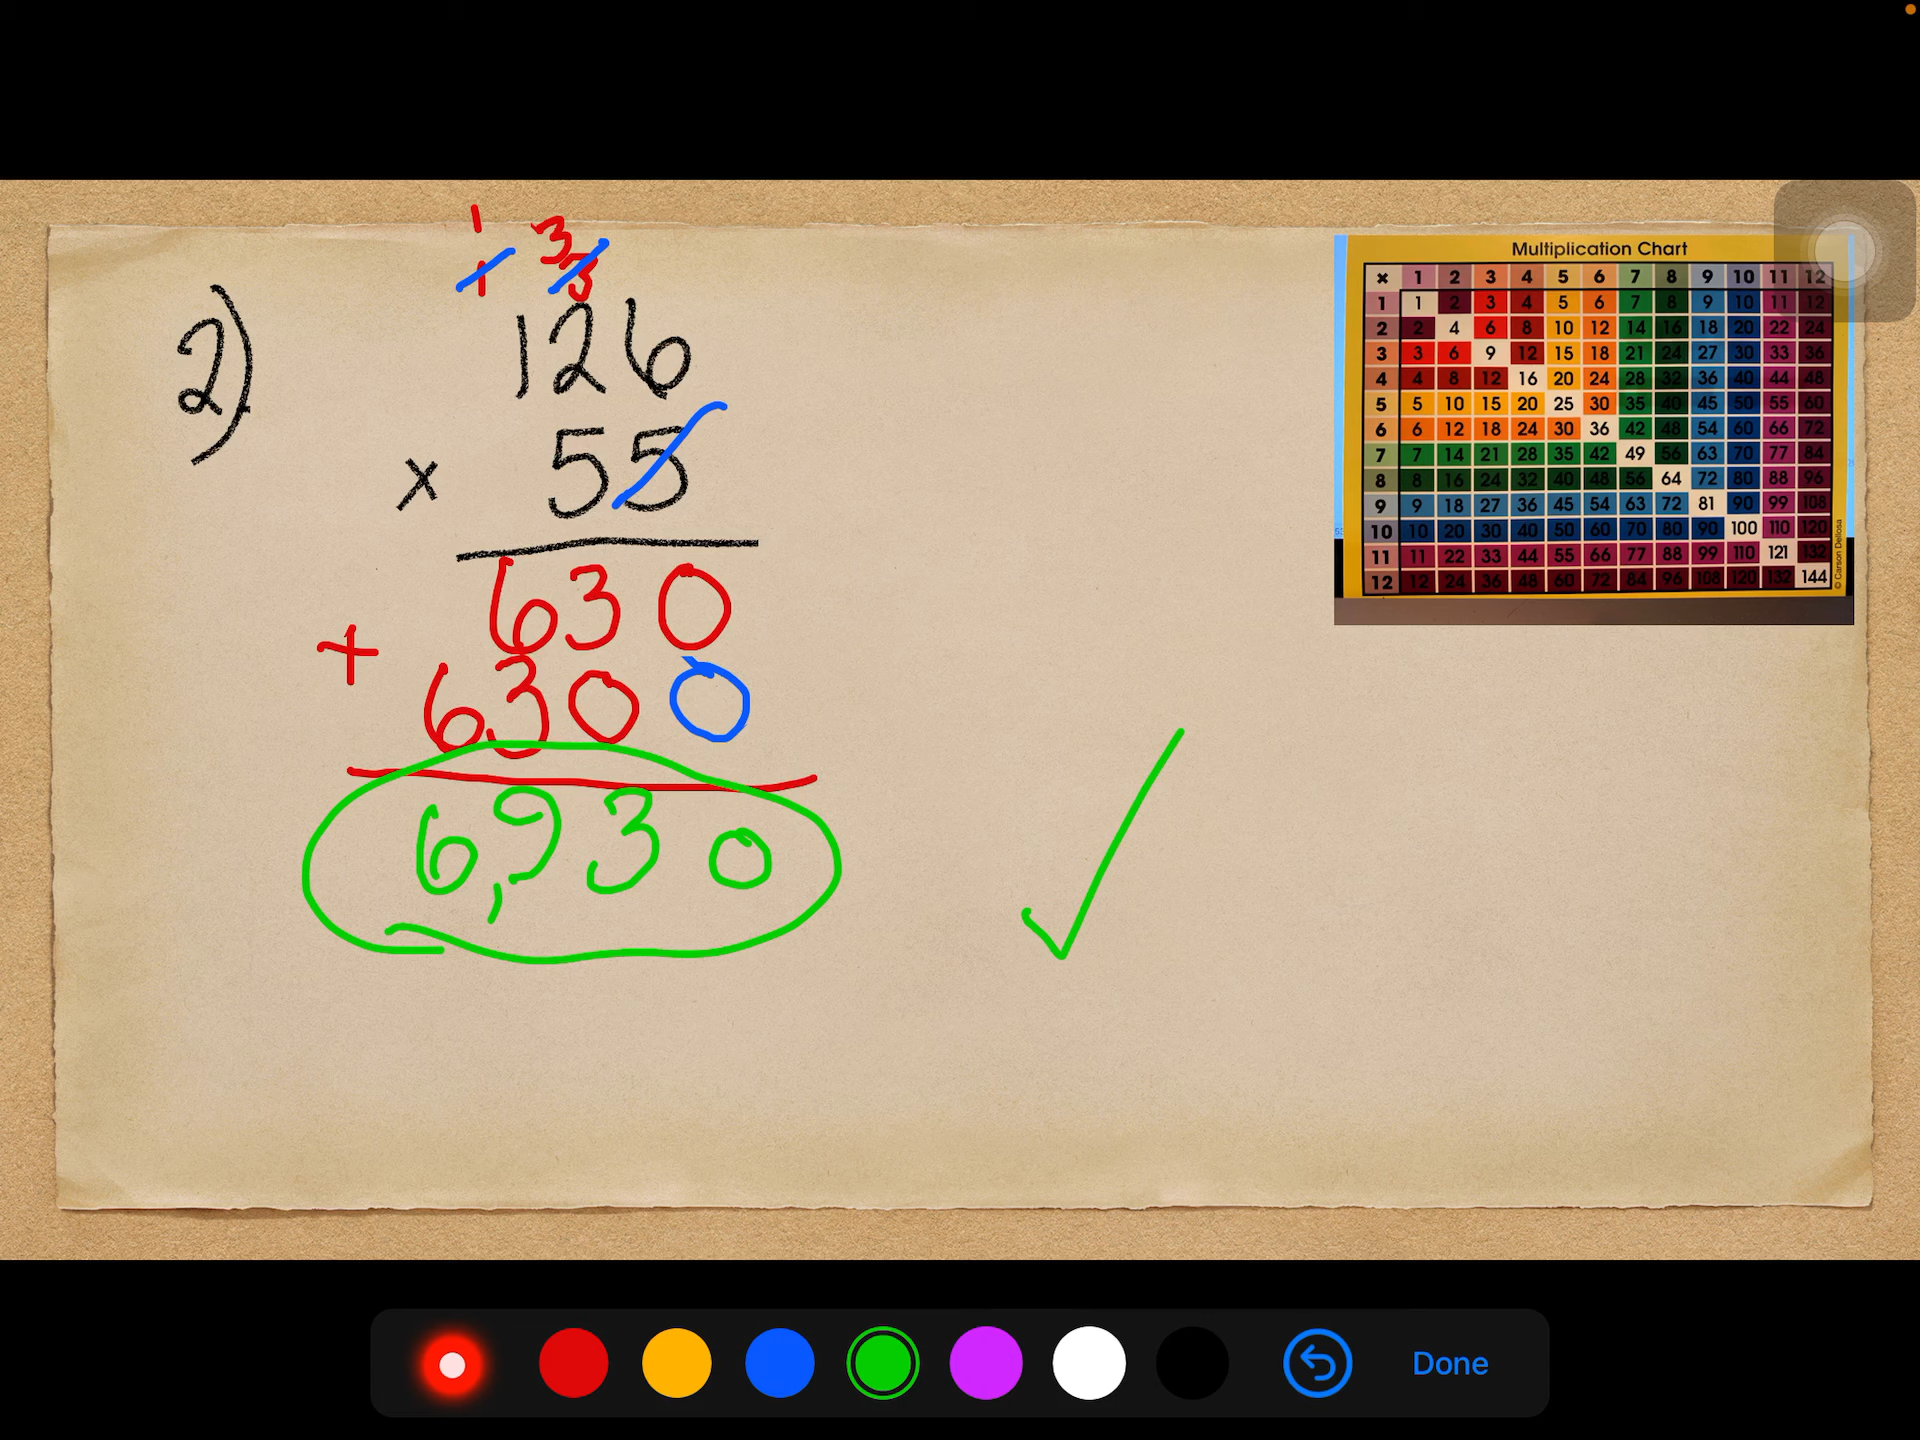 1 3
1 3
2) 126
x 55
630
+ 6300
6,930
Multiplication Chart
x 1 2 3 4 5 6 7 8 9 10 11 12
1 1 2 3 4 5 6 7 8 9 10 11 12
2 2 4 6 8 10 12 14 16 18 20 22 24
3 3 6 9 12 15 18 21 24 27 30 33 36
4 4 8 12 16 20 24 28 32 36 40 44 48
5 5 10 15 20 25 30 35 40 45 50 55 60
6 6 12 18 24 30 36 42 48 54 60 66 72
7 7 14 21 28 35 42 49 56 63 70 77 84
8 8 16 24 32 40 48 56 64 72 80 88 96
9 9 18 27 36 45 54 63 72 81 90 99 108
10 10 20 30 40 50 60 70 80 90 100 110 120
11 11 22 33 44 55 66 77 88 99 110 121 132
12 12 24 36 48 60 72 84 96 108 120 132 144
© Carson Dellosa
Done